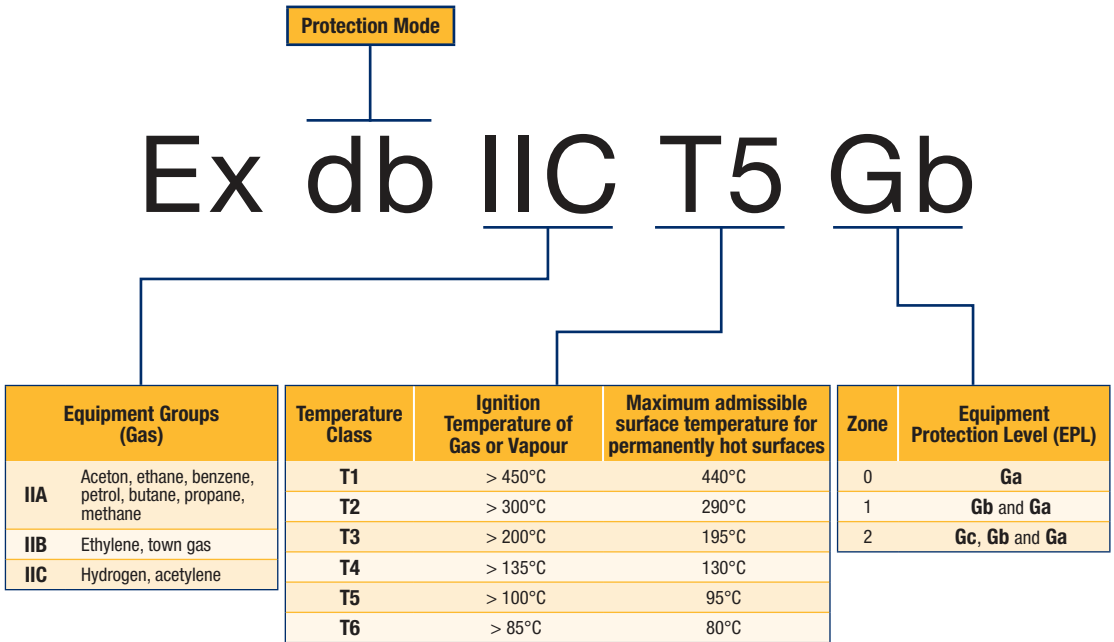 Protection Mode
Ex db IIC T5 Gb
Equipment Groups
(Gas)
IIA
Aceton, ethane, benzene,
petrol, butane, propane,
methane
IIB Ethylene, town gas
IIC Hydrogen, acetylene
Temperature
Class
Ignition
Temperature of
Gas or Vapour
Maximum admissible
surface temperature for
permanently hot surfaces
T1 > 450°C 440°C
T2 > 300°C 290°C
T3 > 200°C 195°C
T4 > 135°C 130°C
T5 > 100°C 95°C
T6 > 85°C 80°C
Zone
Equipment
Protection Level (EPL)
0 Ga
1 Gb and Ga
2 Gc, Gb and Ga